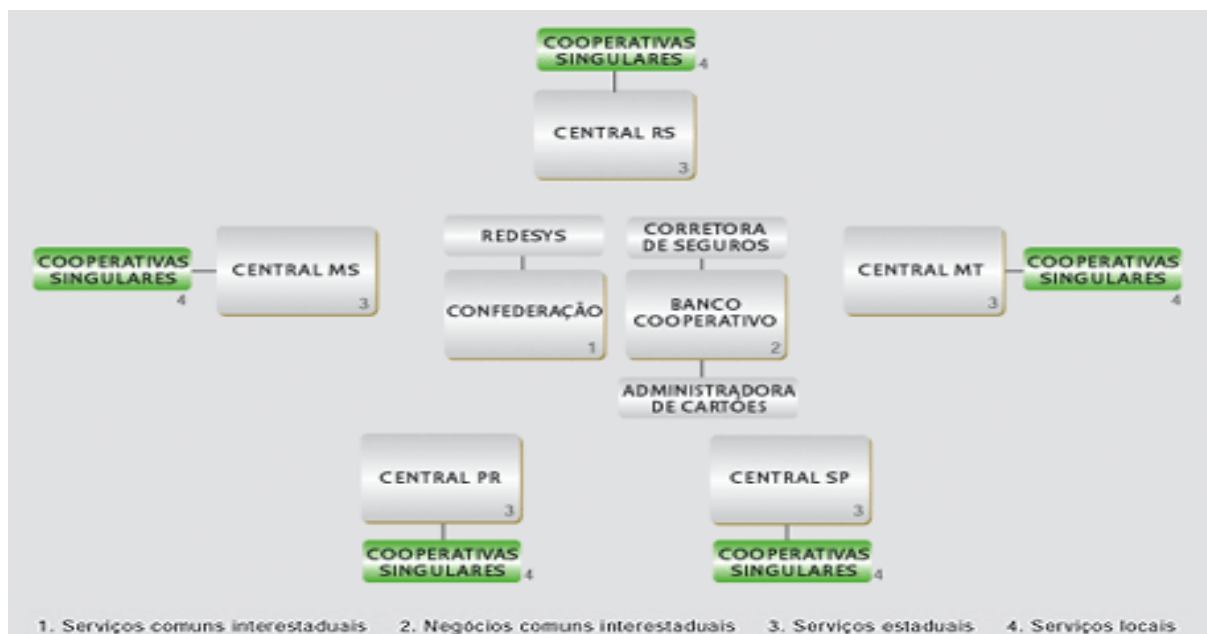 COOPERATIVAS
SINGULARES 4
CENTRAL RS
3
REDESYS
CORRETORA
DE SEGUROS
COOPERATIVAS
SINGULARES
4
CENTRAL MS
3
CONFEDERAÇÃO
1
BANCO
COOPERATIVO
2
CENTRAL MT
3
COOPERATIVAS
SINGULARES
4
ADMINISTRADORA
DE CARTÕES
CENTRAL PR
3
COOPERATIVAS
SINGULARES 4
CENTRAL SP
3
COOPERATIVAS
SINGULARES 4
1. Serviços comuns interestaduais 2. Negócios comuns interestaduais 3. Serviços estaduais 4. Serviços locais